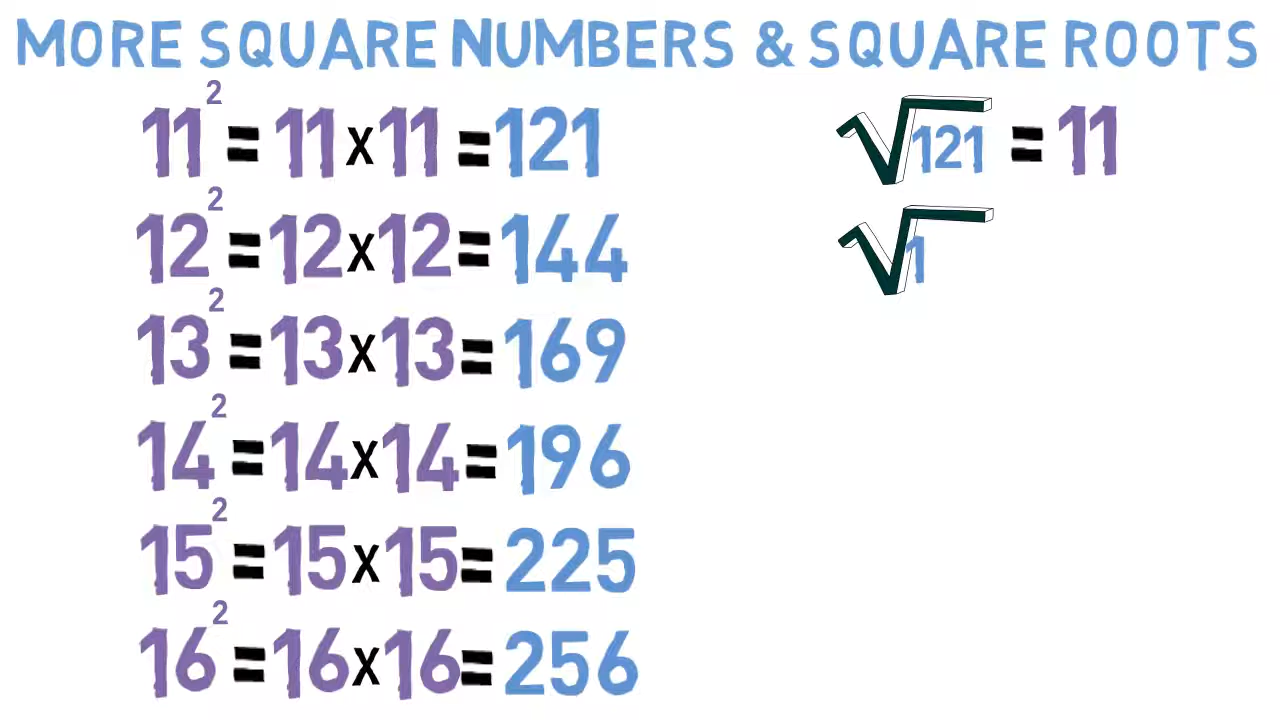 MORE SQUARE NUMBERS & SQUARE ROOTS
11² = 11 x 11 = 121
√121 = 11
12² = 12 x 12 = 144
√1
13² = 13 x 13 = 169
14² = 14 x 14 = 196
15² = 15 x 15 = 225
16² = 16 x 16 = 256